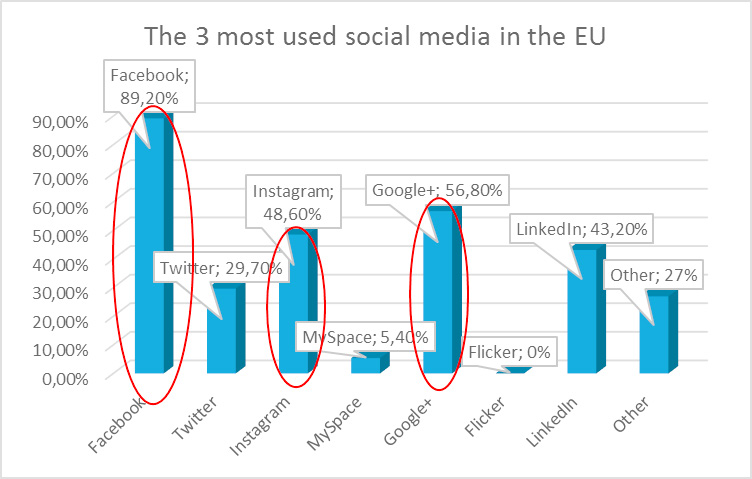 The 3 most used social media in the EU
Facebook;
89,20%
Instagram;
48,60%
Google+; 56,80%
LinkedIn; 43,20%
Twitter; 29,70%
Other; 27%
MySpace; 5,40%
Flicker; 0%
90,00%
80,00%
70,00%
60,00%
50,00%
40,00%
30,00%
20,00%
10,00%
0,00%
Facebook
Twitter
Instagram
MySpace
Google+
Flicker
LinkedIn
Other